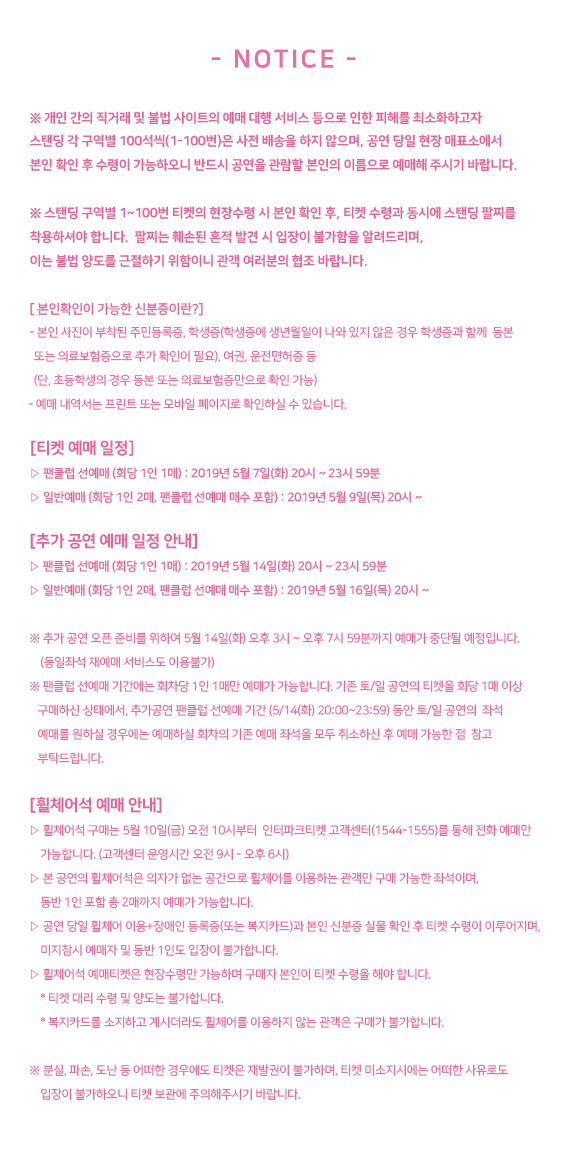 - NOTICE -
※ 개인 간의 직거래 및 불법 사이트의 예매 대행 서비스 등으로 인한 피해를 최소화하고자
스탠딩 각 구역별 100석씩(1-100번)은 사전 배송을 하지 않으며, 공연 당일 현장 매표소에서
본인 확인 후 수령이 가능하오니 반드시 공연을 관람할 본인의 이름으로 예매해 주시기 바랍니다.
※ 스탠딩 구역별 1~100번 티켓의 현장수령 시 본인 확인 후, 티켓 수령과 동시에 스탠딩 팔찌를
착용하셔야 합니다. 팔찌는 훼손된 흔적 발견 시 입장이 불가함을 알려드리며,
이는 불법 양도를 근절하기 위함이니 관객 여러분의 협조 바랍니다.
[ 본인확인이 가능한 신분증이란?]
- 본인 사진이 부착된 주민등록증, 학생증(학생증에 생년월일이 나와 있지 않은 경우 학생증과 함께 등본
또는 의료보험증으로 추가 확인이 필요), 여권, 운전면허증 등
(단, 초등학생의 경우 등본 또는 의료보험증만으로 확인 가능)
- 예매 내역서는 프린트 또는 모바일 페이지로 확인하실 수 있습니다.
[티켓 예매 일정]
▷ 팬클럽 선예매 (회당 1인 1매) : 2019년 5월 7일(화) 20시 ~ 23시 59분
▷ 일반예매 (회당 1인 2매, 팬클럽 선예매 매수 포함) : 2019년 5월 9일(목) 20시 ~
[추가 공연 예매 일정 안내]
▷ 팬클럽 선예매 (회당 1인 1매) : 2019년 5월 14일(화) 20시 ~ 23시 59분
▷ 일반예매 (회당 1인 2매, 팬클럽 선예매 매수 포함) : 2019년 5월 16일(목) 20시 ~
※ 추가 공연 오픈 준비를 위하여 5월 14일(화) 오후 3시 ~ 오후 7시 59분까지 예매가 중단될 예정입니다.
(동일좌석 재예매 서비스도 이용불가)
※ 팬클럽 선예매 기간에는 회차당 1인 1매만 예매가 가능합니다. 기존 토/일 공연의 티켓을 회당 1매 이상
구매하신 상태에서, 추가공연 팬클럽 선예매 기간 (5/14(화) 20:00~23:59) 동안 토/일 공연의 좌석
예매를 원하실 경우에는 예매하실 회차의 기존 예매 좌석을 모두 취소하신 후 예매 가능한 점 참고
부탁드립니다.
[휠체어석 예매 안내]
▷ 휠체어석 구매는 5월 10일(금) 오전 10시부터 인터파크티켓 고객센터(1544-1555)를 통해 전화 예매만
가능합니다. (고객센터 운영시간 오전 9시 - 오후 6시)
▷ 본 공연의 휠체어석은 의자가 없는 공간으로 휠체어를 이용하는 관객만 구매 가능한 좌석이며,
동반 1인 포함 총 2매까지 예매가 가능합니다.
▷ 공연 당일 휠체어 이용+장애인 등록증(또는 복지카드)과 본인 신분증 실물 확인 후 티켓 수령이 이루어지며,
미지참시 예매자 및 동반 1인도 입장이 불가합니다.
▷ 휠체어석 예매티켓은 현장수령만 가능하며 구매자 본인이 티켓 수령을 해야 합니다.
* 티켓 대리 수령 및 양도는 불가합니다.
* 복지카드를 소지하고 계시더라도 휠체어를 이용하지 않는 관객은 구매가 불가합니다.
※ 분실, 파손, 도난 등 어떠한 경우에도 티켓은 재발권이 불가하며, 티켓 미소지시에는 어떠한 사유로도
입장이 불가하오니 티켓 보관에 주의해주시기 바랍니다.